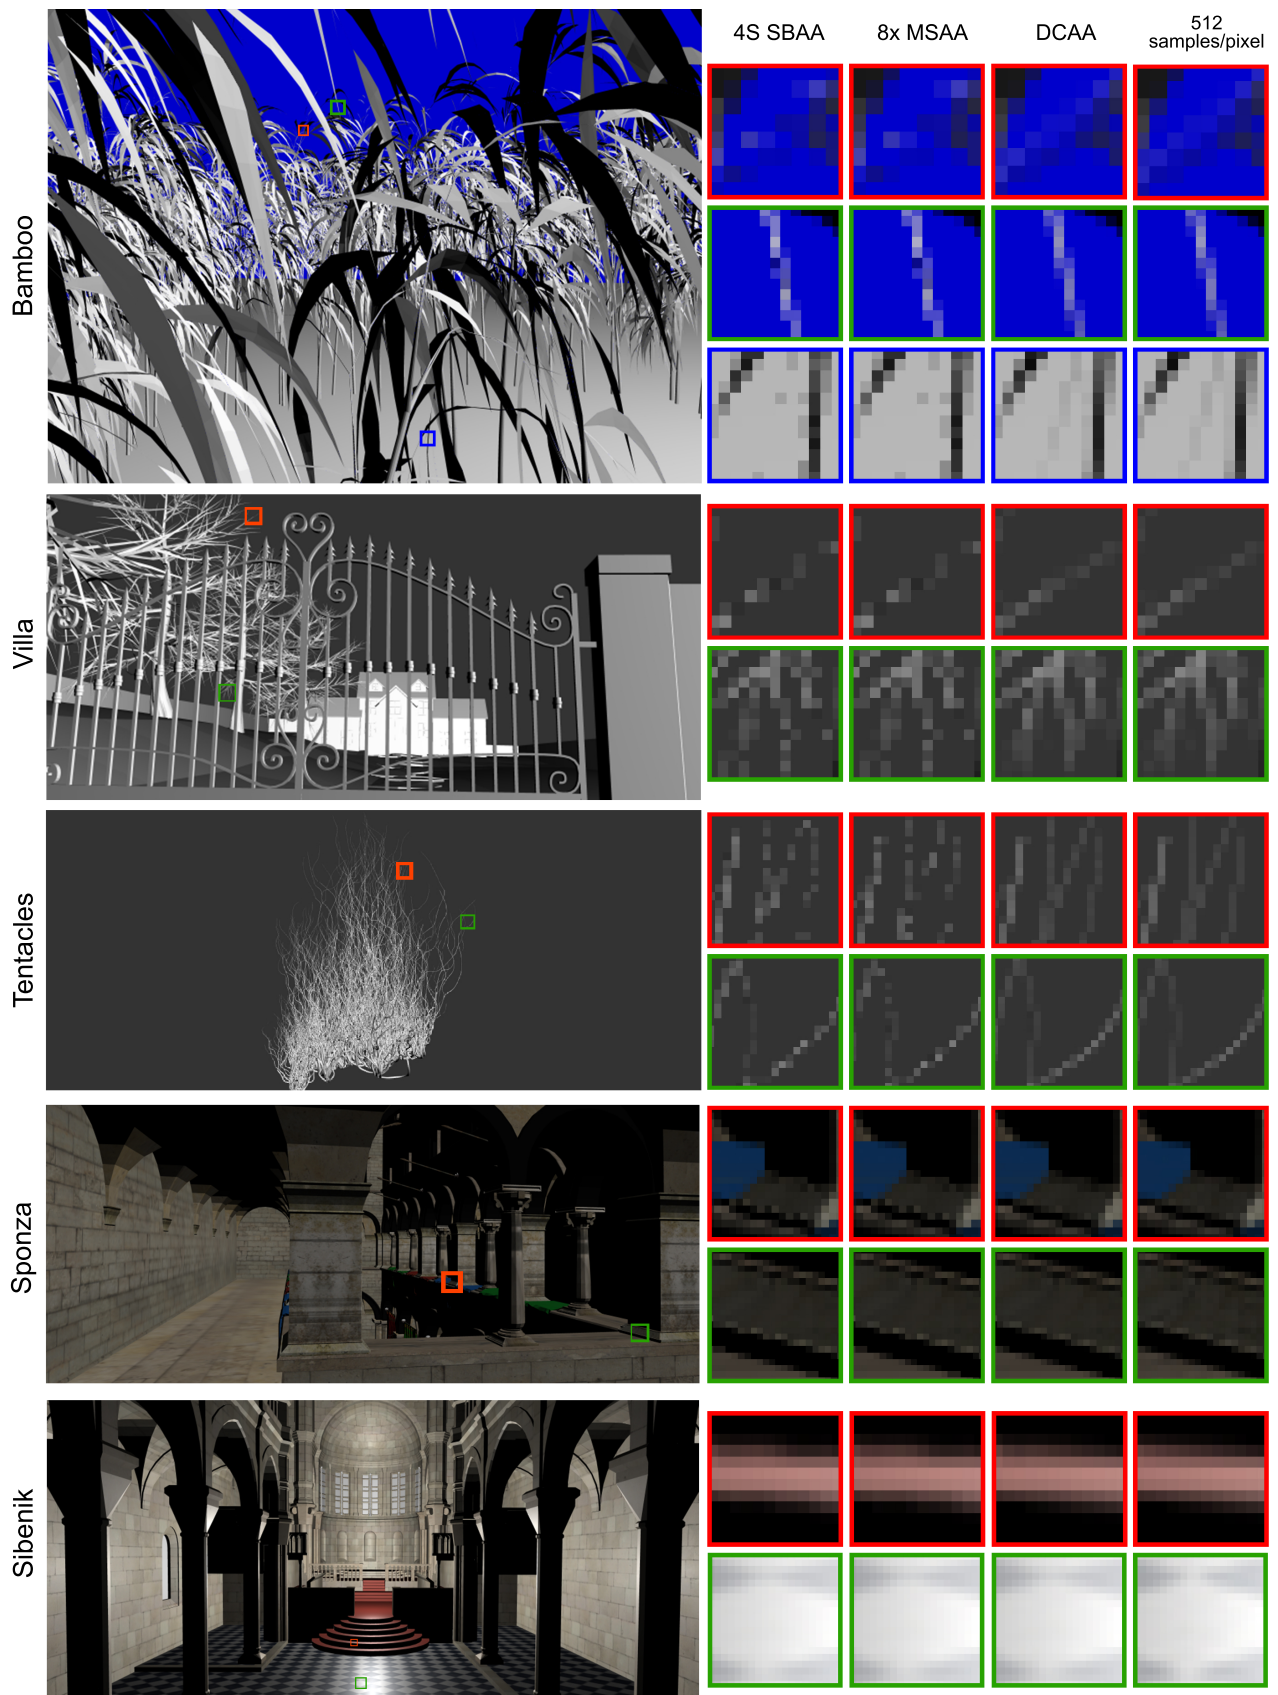 4S SBAA
8x MSAA
DCAA
512
samples/pixel
Bamboo
Villa
Tentacles
Sponza
Sibenik